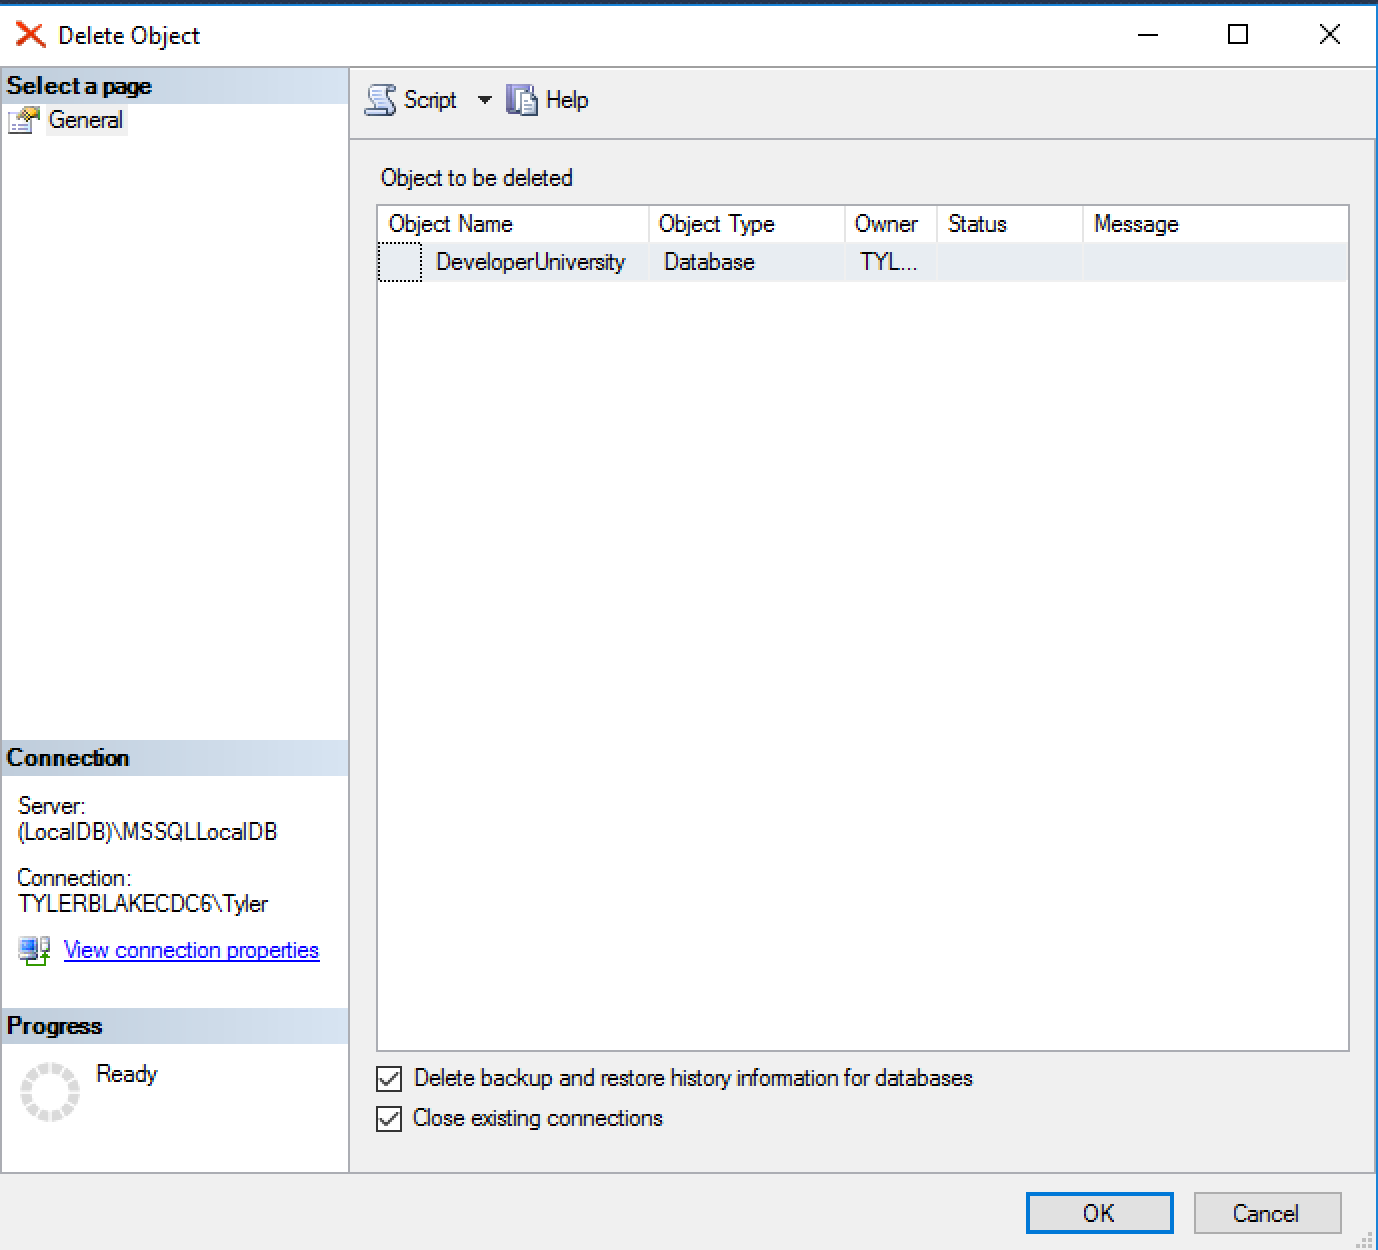 Delete Object
Select a page
General
Script
Help
Object to be deleted
Object Name Object Type Owner Status Message
DeveloperUniversity Database TYL...
Connection
Server:
(LocalDB)\MSSQLLocalDB
Connection:
TYLERBLAKECDC6\Tyler
View connection properties
Progress
Ready
Delete backup and restore history information for databases
Close existing connections
OK
Cancel